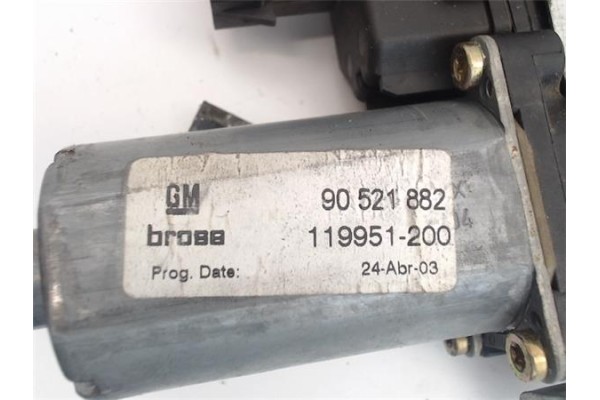 GM 90 521 882
brose 119951-200
Prog. Date: 24-Abr-03